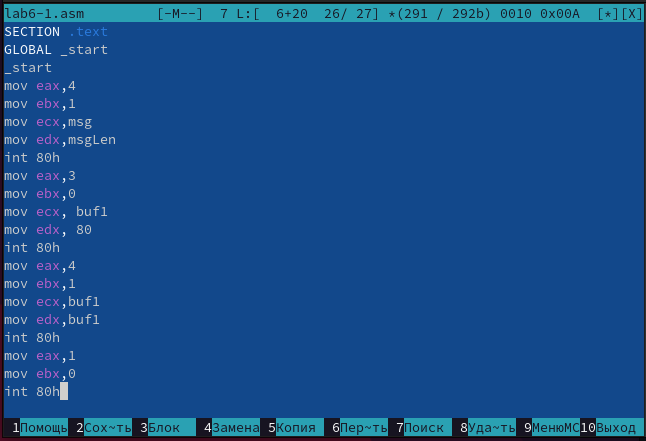 lab6-1.asm [-M--] 7 L:[ 6+20 26/ 27] *(291 / 292b) 0010 0x00A [*][X]
SECTION .text
GLOBAL _start
_start
mov eax,4
mov ebx,1
mov ecx,msg
mov edx,msgLen
int 80h
mov eax,3
mov ebx,0
mov ecx, buf1
mov edx, 80
int 80h
mov eax,4
mov ebx,1
mov ecx,buf1
mov edx,buf1
int 80h
mov eax,1
mov ebx,0
int 80h
1Помощь 2Сох~ть 3Блок 4Замена 5Копия 6Пер~ть 7Поиск 8Уда~ть 9МенюMC 10Выход